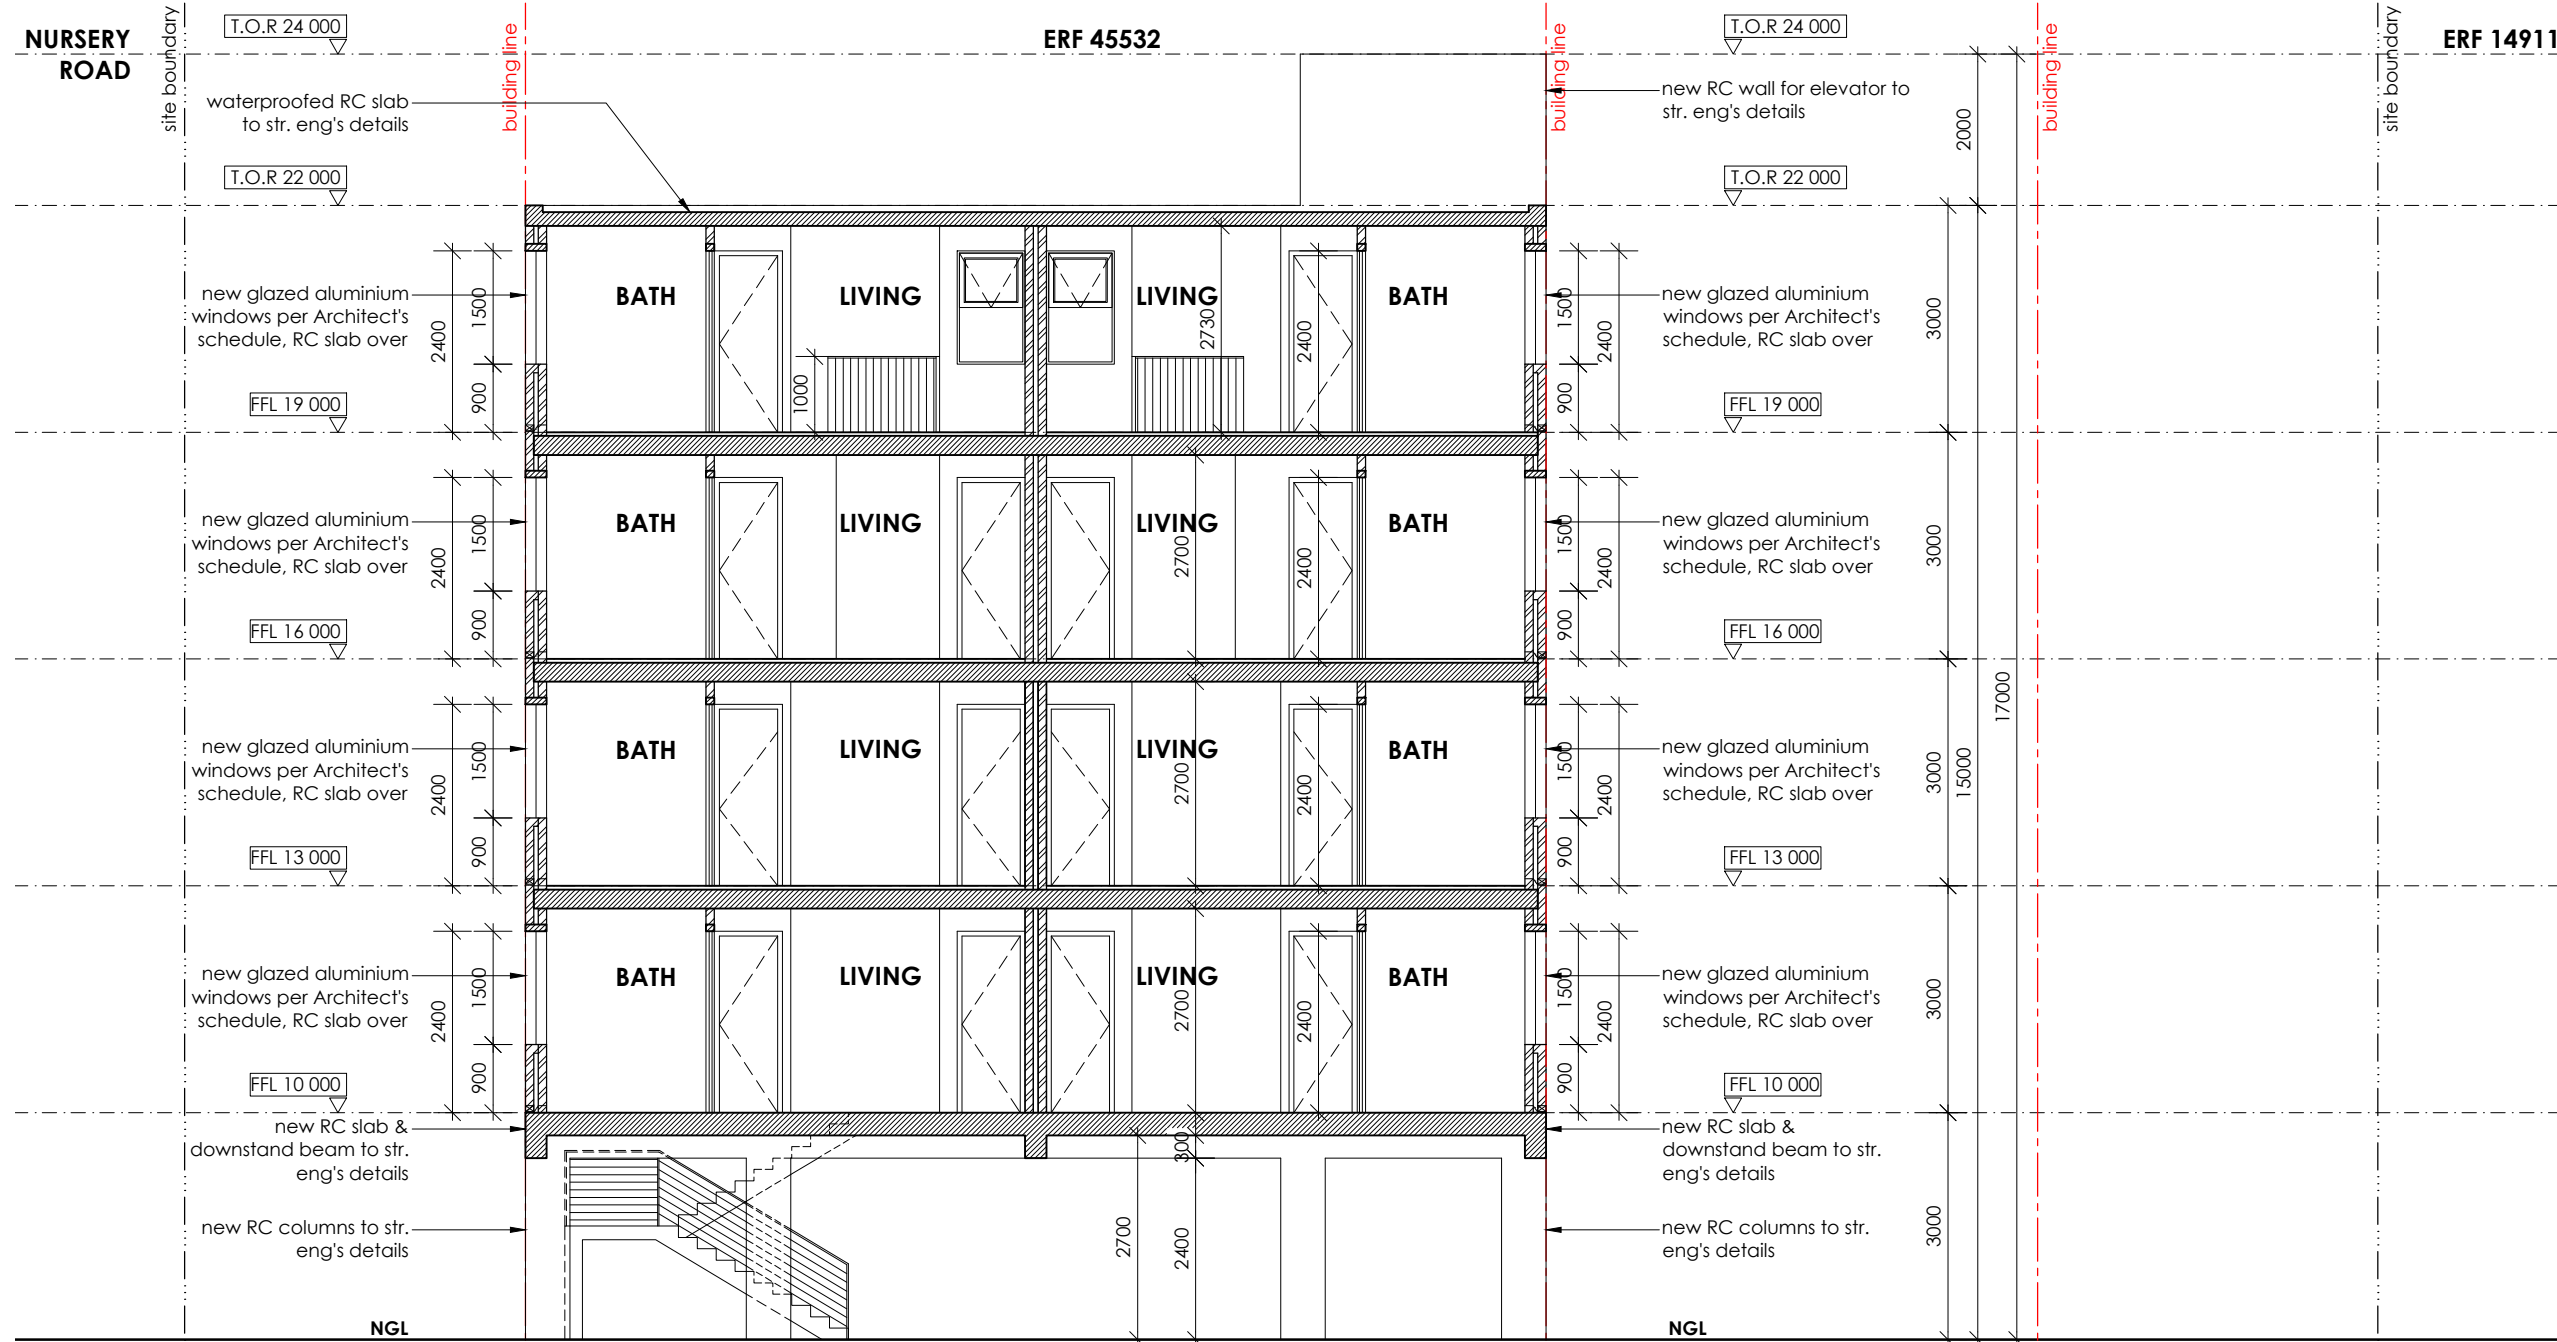 NURSERY
ROAD
site boundary
T.O.R 24 000
building line
ERF 45532
building line
T.O.R 24 000
building line
site boundary
ERF 14911
waterproofed RC slab
to str. eng's details
new RC wall for elevator to
str. eng's details
2000
T.O.R 22 000
T.O.R 22 000
new glazed aluminium
windows per Architect's
schedule, RC slab over
2400
1500
900
BATH
LIVING
LIVING
BATH
1000
2730
2400
1500
900
2400
new glazed aluminium
windows per Architect's
schedule, RC slab over
3000
FFL 19 000
FFL 19 000
new glazed aluminium
windows per Architect's
schedule, RC slab over
2400
1500
900
BATH
LIVING
LIVING
BATH
2700
2400
1500
900
2400
new glazed aluminium
windows per Architect's
schedule, RC slab over
3000
FFL 16 000
FFL 16 000
new glazed aluminium
windows per Architect's
schedule, RC slab over
2400
1500
900
BATH
LIVING
LIVING
BATH
2700
2400
1500
900
2400
new glazed aluminium
windows per Architect's
schedule, RC slab over
3000
15000
17000
FFL 13 000
FFL 13 000
new glazed aluminium
windows per Architect's
schedule, RC slab over
2400
1500
900
BATH
LIVING
LIVING
BATH
2700
2400
1500
900
2400
new glazed aluminium
windows per Architect's
schedule, RC slab over
3000
FFL 10 000
FFL 10 000
new RC slab &
downstand beam to str.
eng's details
300
new RC slab &
downstand beam to str.
eng's details
new RC columns to str.
eng's details
2700
2400
new RC columns to str.
eng's details
3000
NGL
NGL